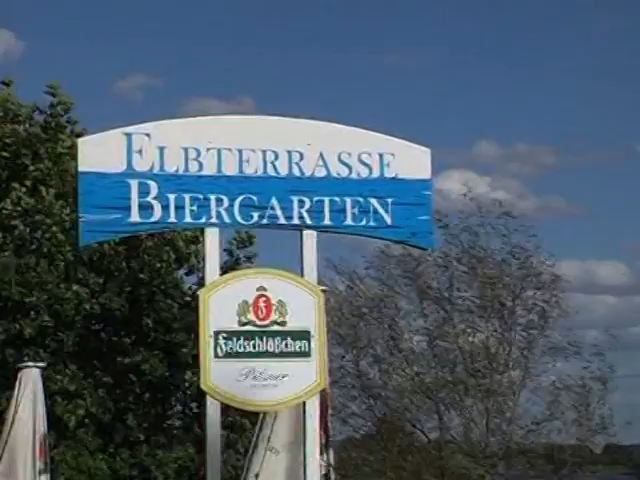 ELBTERRASSE
BIERGARTEN
F
Feldschlößchen
Pilsner